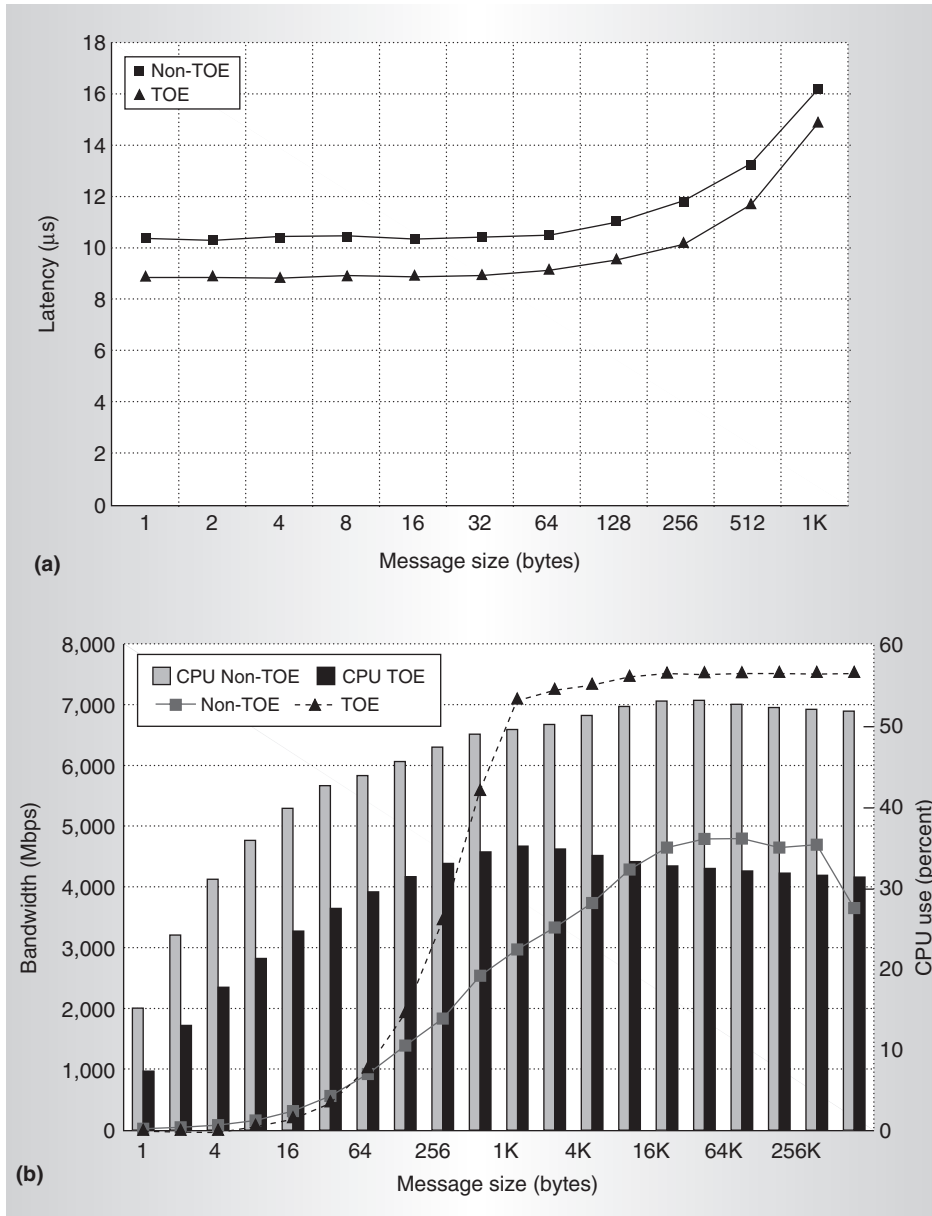 18
16
14
12
10
8
6
4
2
0
Latency (μs)
Non-TOE
TOE
1 2 4 8 16 32 64 128 256 512 1K
Message size (bytes)
(a)
8,000
7,000
6,000
5,000
4,000
3,000
2,000
1,000
0
Bandwidth (Mbps)
CPU Non-TOE CPU TOE
Non-TOE TOE
60
50
40
30
20
10
0
CPU use (percent)
1 4 16 64 256 1K 4K 16K 64K 256K
Message size (bytes)
(b)